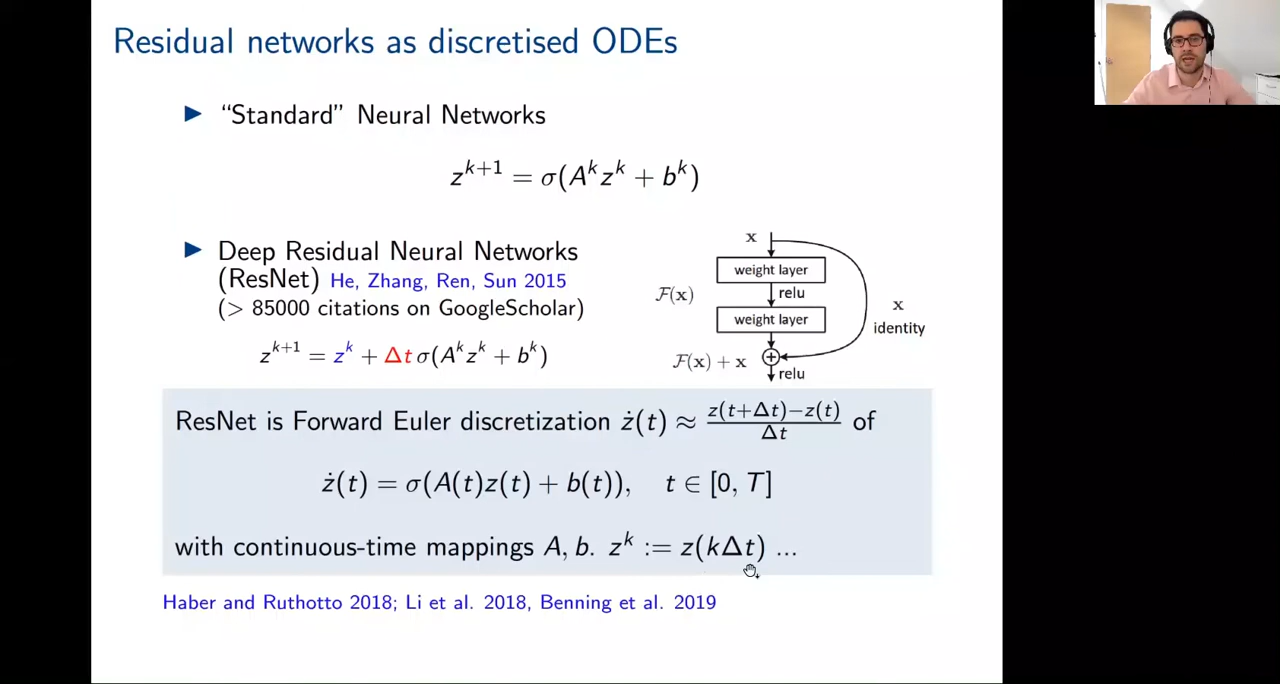 Residual networks as discretised ODEs
▶ “Standard” Neural Networks
z^{k+1} = σ(A^k z^k + b^k)
▶ Deep Residual Neural Networks
(ResNet) He, Zhang, Ren, Sun 2015
(> 85000 citations on GoogleScholar)
z^{k+1} = z^k + Δt σ(A^k z^k + b^k)
x
weight layer
F(x)
relu
weight layer
x
identity
F(x) + x
relu
ResNet is Forward Euler discretization ż(t) ≈ (z(t+Δt)−z(t))/Δt of
ż(t) = σ(A(t)z(t) + b(t)), t ∈ [0, T]
with continuous-time mappings A, b. z^k := z(kΔt) ...
Haber and Ruthotto 2018; Li et al. 2018, Benning et al. 2019